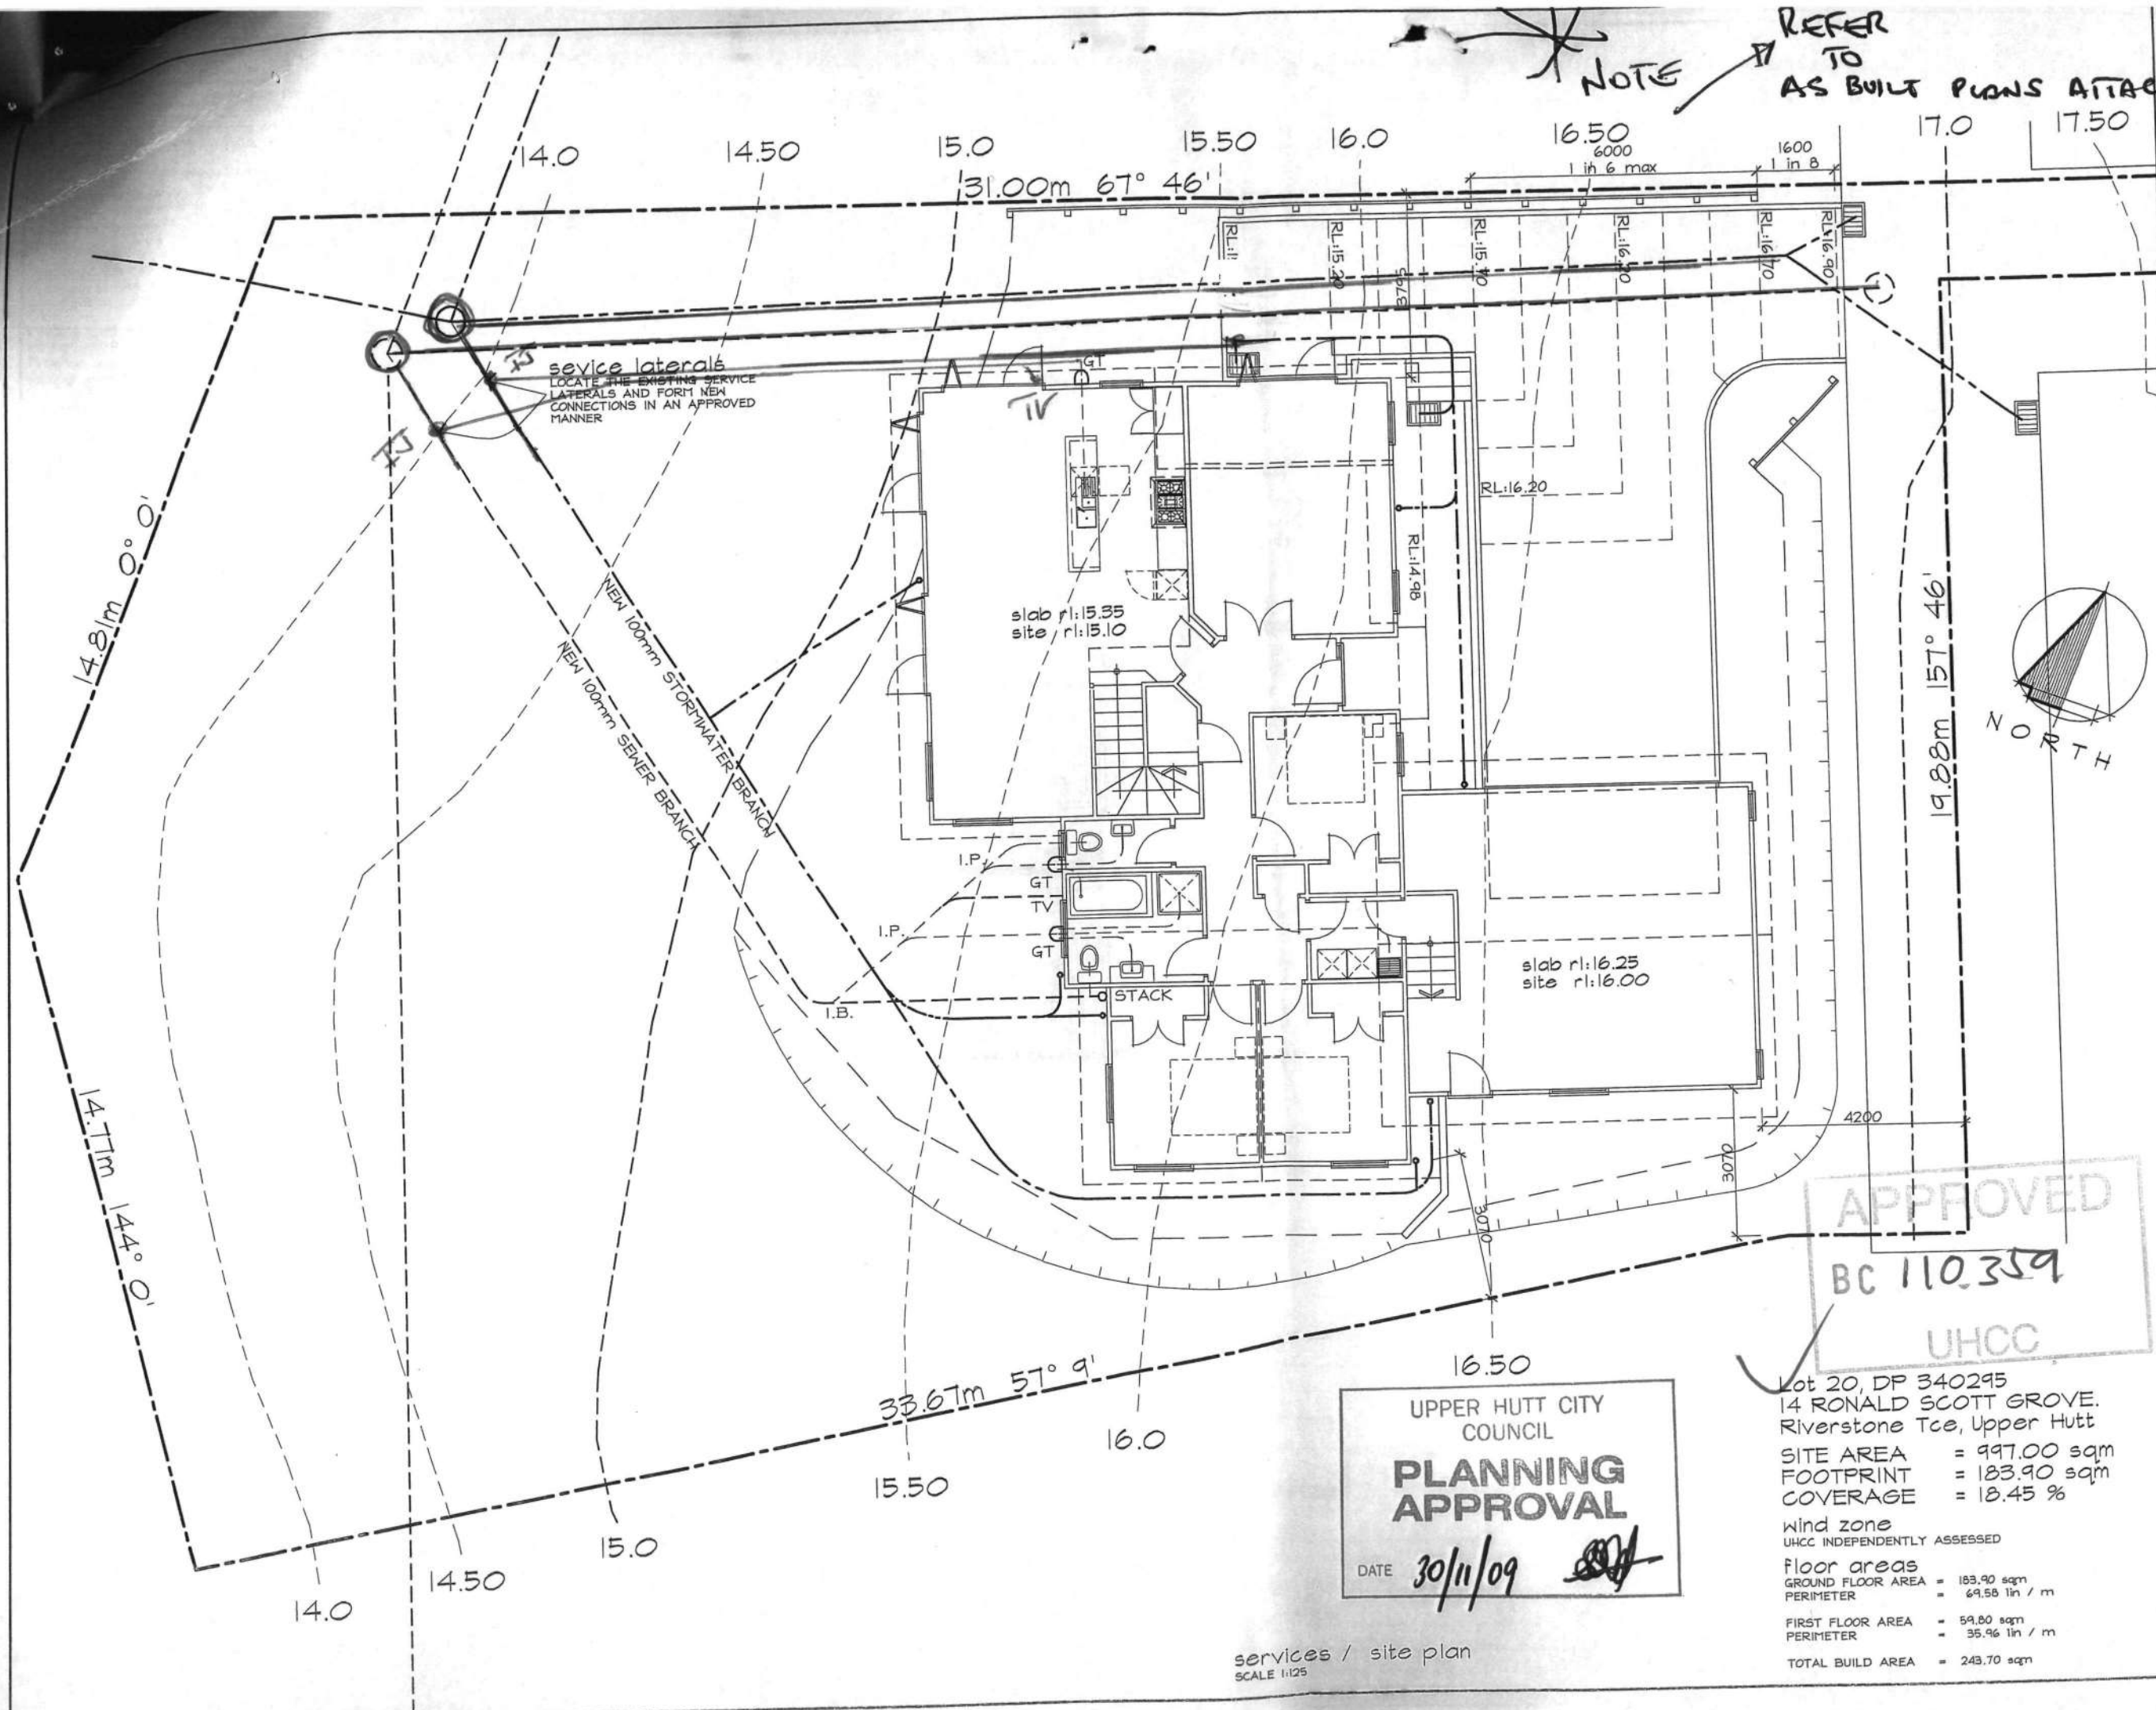 REFER
TO
NOTE
AS BUILT PLANS
14.0
14.50
15.0
15.50
16.0
16.50
17.0
17.50
6000
1 in 6 max
1600
1 in 8
31.00m 67° 46'
RL:15.20
RL:15.70
RL:16.20
RL:16.70
RL:16.90
3795
sevice laterals
LOCATE THE EXISTING SERVICE
LATERALS AND FORM NEW
CONNECTIONS IN AN APPROVED
MANNER
GT
TV
RL:16.20
RL:14.98
14.81m 0° 0'
slab rl:15.35
site rl:15.10
NEW 100mm STORMWATER BRANCH
NEW 100mm SEWER BRANCH
19.88m 157° 46'
NORTH
I.P.
GT
TV
I.P.
GT
STACK
I.B.
slab rl:16.25
site rl:16.00
14.77m 144° 0'
4200
3070
3070
33.67m 57° 9'
16.50
16.0
15.50
15.0
14.50
14.0
APPROVED
BC 110359
UHCC
UPPER HUTT CITY
COUNCIL
PLANNING
APPROVAL
DATE 30/11/09
Lot 20, DP 340295
14 RONALD SCOTT GROVE.
Riverstone Tce, Upper Hutt
SITE AREA = 997.00 sqm
FOOTPRINT = 183.90 sqm
COVERAGE = 18.45 %
wind zone
UHCC INDEPENDENTLY ASSESSED
floor areas
GROUND FLOOR AREA = 183.90 sqm
PERIMETER = 69.58 lin / m
FIRST FLOOR AREA = 59.80 sqm
PERIMETER = 35.96 lin / m
TOTAL BUILD AREA = 243.70 sqm
services / site plan
SCALE 1:125